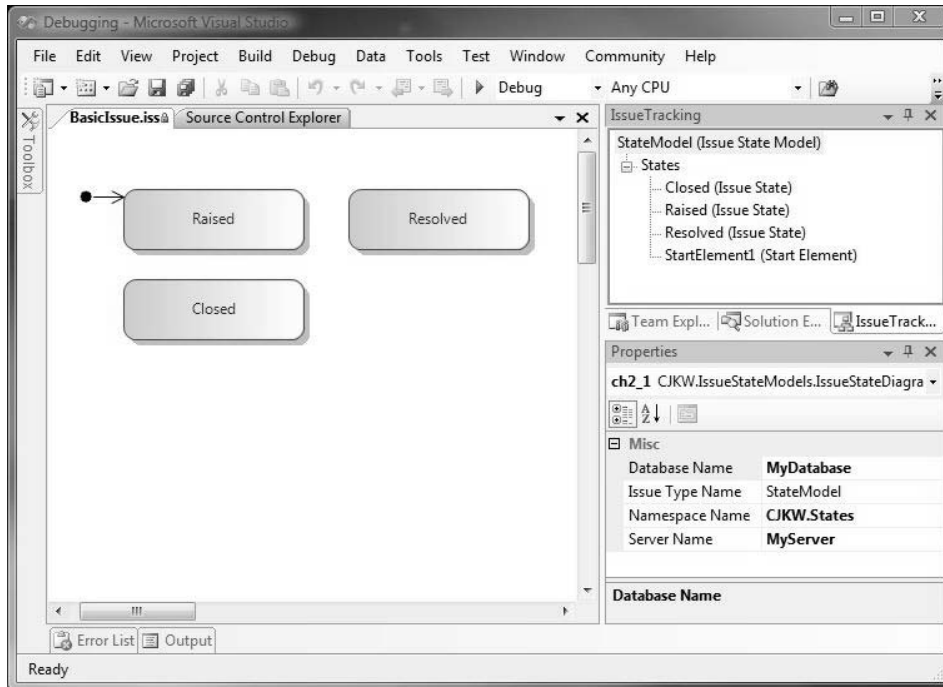 Debugging - Microsoft Visual Studio
File Edit View Project Build Debug Data Tools Test Window Community Help
Debug Any CPU
Toolbox
BasicIssue.iss Source Control Explorer
Raised Resolved
Closed
IssueTracking
StateModel (Issue State Model)
States
Closed (Issue State)
Raised (Issue State)
Resolved (Issue State)
StartElement1 (Start Element)
Team Expl... Solution E... IssueTrack...
Properties
ch2_1 CJKW.IssueStateModels.IssueStateDiagra
Misc
Database Name MyDatabase
Issue Type Name StateModel
Namespace Name CJKW.States
Server Name MyServer
Database Name
Error List Output
Ready